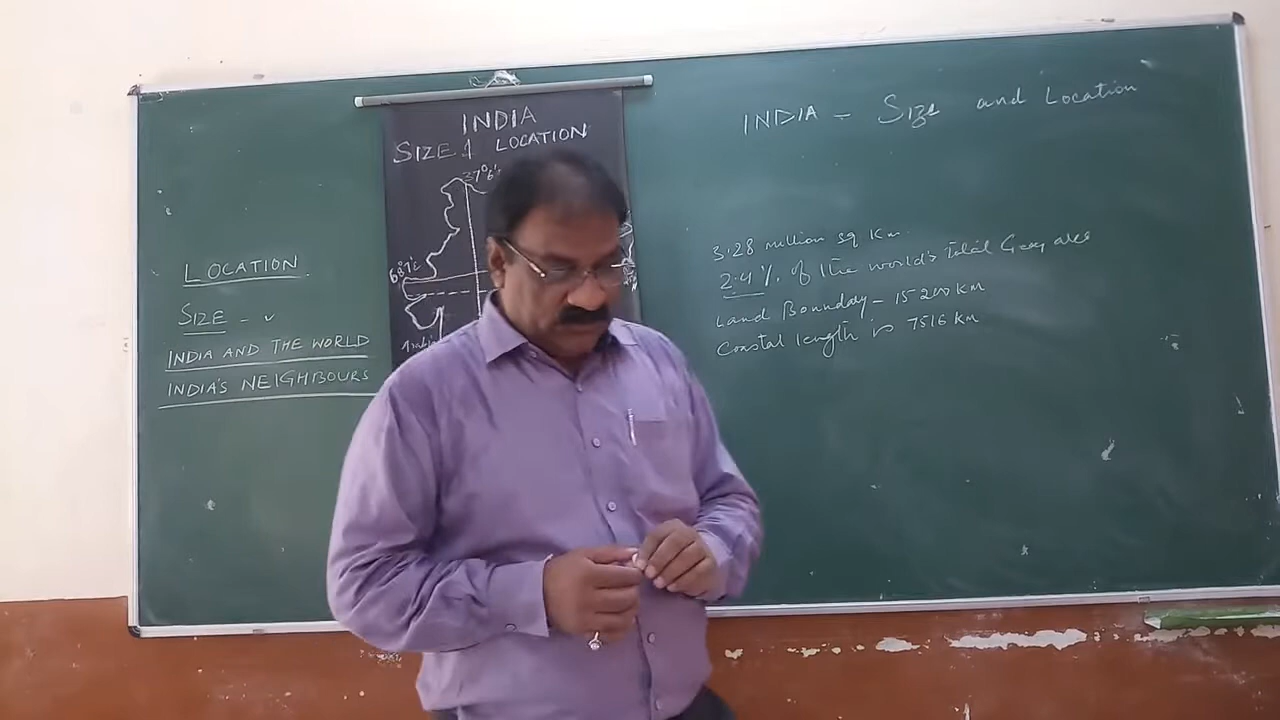 LOCATION
SIZE - ✓
INDIA AND THE WORLD
INDIA'S NEIGHBOURS
INDIA
SIZE & LOCATION
37°6'
68°7'E
INDIA - Size and Location
3.28 million sq Km.
2.4 % of the world's total Geog area
Land Boundary - 15200 KM
Coastal length is 7516 KM